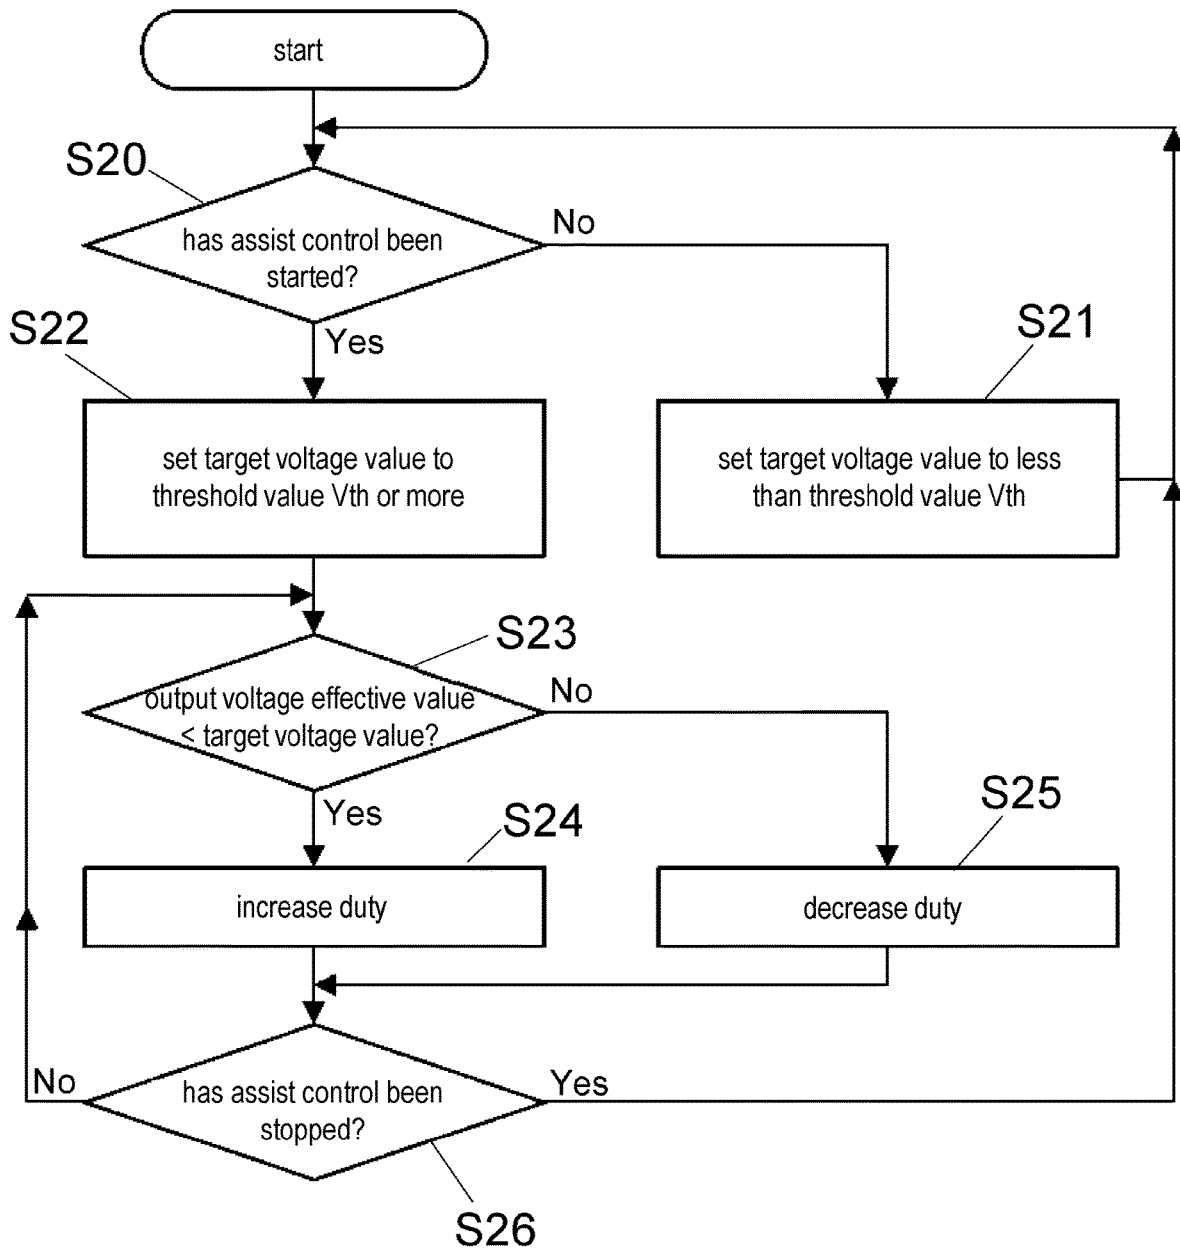 start
S20
No
has assist control been
started?
S22
Yes
S21
set target voltage value to
threshold value Vth or more
set target voltage value to less
than threshold value Vth
S23
No
output voltage effective value
< target voltage value?
Yes
S24
S25
increase duty
decrease duty
No
Yes
has assist control been
stopped?
S26